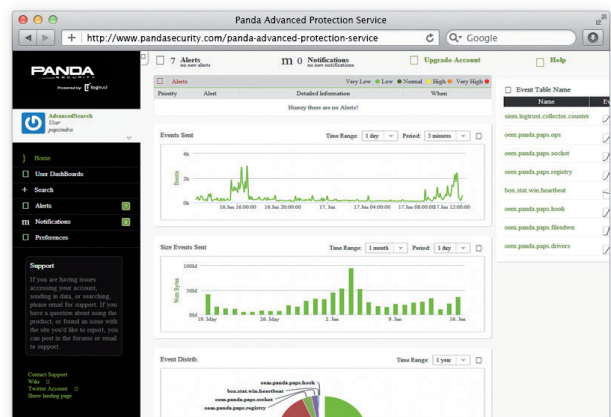 Panda Advanced Protection Service
http://www.pandasecurity.com/panda-advanced-protection-service
Google
PANDA
SECURITY
Powered by: logtrust
AdvancedSearch
User
papsindra
Home
User DashBoards
+ Search
Alerts
7
m Notifications
Preferences
Support
If you are having issues
accessing your account,
sending in data, or searching,
please email for support. If you
have a question about using the
product, or found an issue with
the site you'd like to report, you
can post in the forums or email
to support.
Contact Support
Wiki
Twitter Account
Show landing page
7 Alerts
no new alerts
m 0 Notifications
no new notifications
Upgrade Account
Help
Alerts
Very Low Low Normal High Very High
Priority Alert Detailed Information When
Hurray there are no Alerts!
Events Sent
Time Range: 1 day Period: 5 minutes
Events
4k
2k
0k
16.Jun 16:00:00 16.Jun 20:00:00 17.Jun 17.Jun 04:00:00 17.Jun 08:00:00 17.Jun 12:00:00
Size Events Sent
Time Range: 1 month Period: 1 day
Num Bytes
100M
50M
0M
19. May 26. May 2. Jun 9. Jun 16. Jun
Event Distrib.
Time Range: 1 year
oem.panda.paps.hook
box.stat.win.heartbeat
oem.panda.paps.socket
oem.panda.paps.registry
Event Table Name
Name
siem.logtrust.collector.counter
oem.panda.paps.ops
oem.panda.paps.socket
oem.panda.paps.registry
box.stat.win.heartbeat
oem.panda.paps.hook
oem.panda.paps.filesdwn
oem.panda.paps.drivers